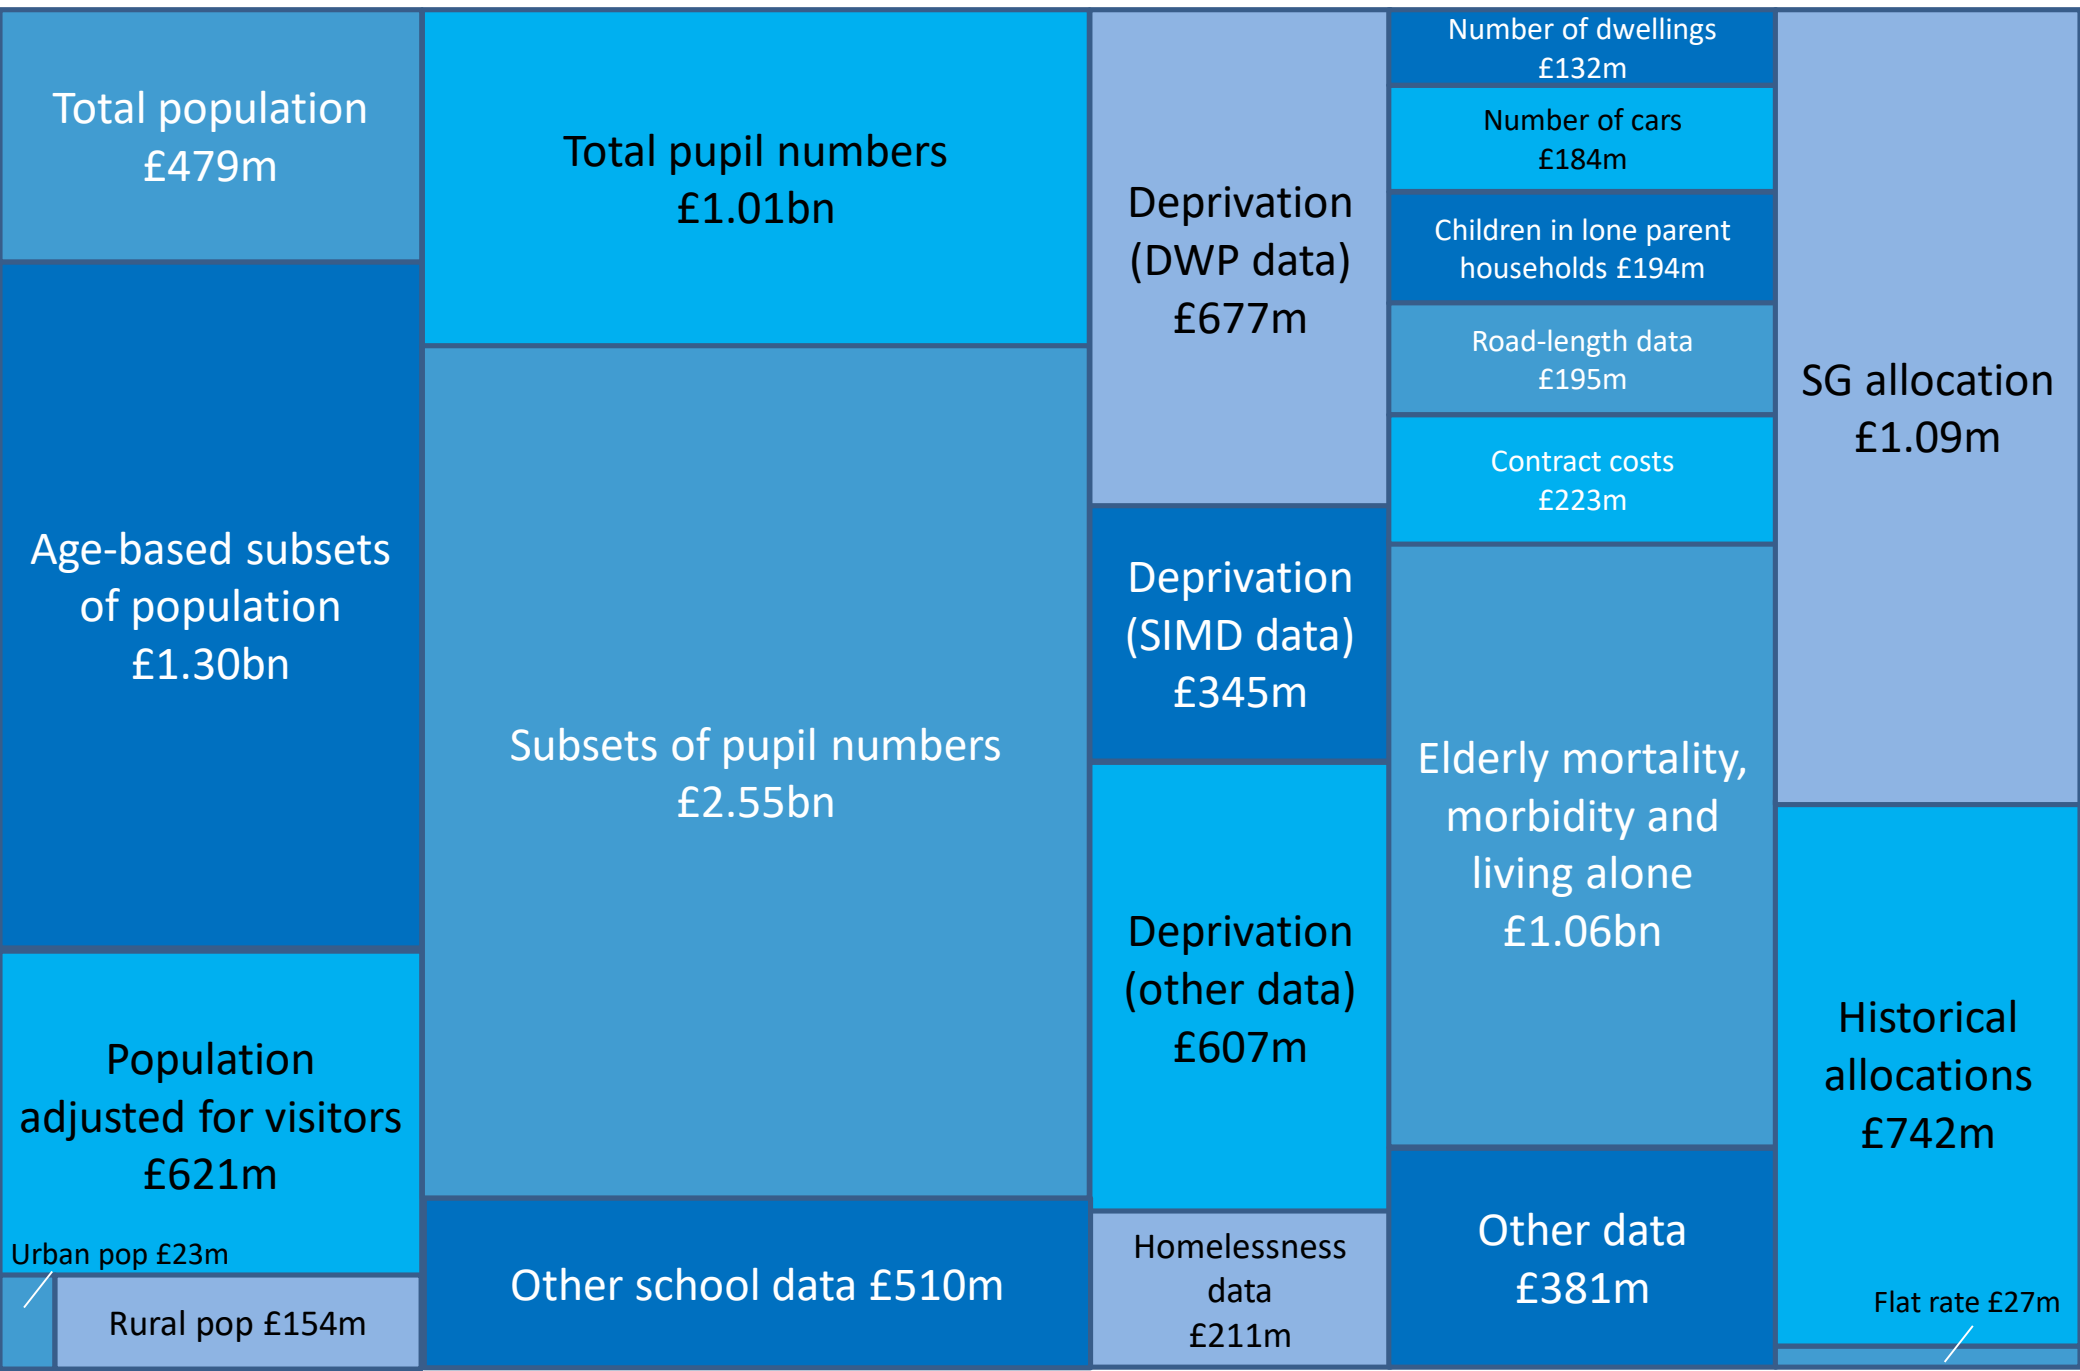 Total population
£479m
Age-based subsets
of population
£1.30bn
Population
adjusted for visitors
£621m
Urban pop £23m
Rural pop £154m
Total pupil numbers
£1.01bn
Subsets of pupil numbers
£2.55bn
Other school data £510m
Deprivation
(DWP data)
£677m
Deprivation
(SIMD data)
£345m
Deprivation
(other data)
£607m
Homelessness
data
£211m
Number of dwellings
£132m
Number of cars
£184m
Children in lone parent
households £194m
Road-length data
£195m
Contract costs
£223m
Elderly mortality,
morbidity and
living alone
£1.06bn
Other data
£381m
SG allocation
£1.09m
Historical
allocations
£742m
Flat rate £27m